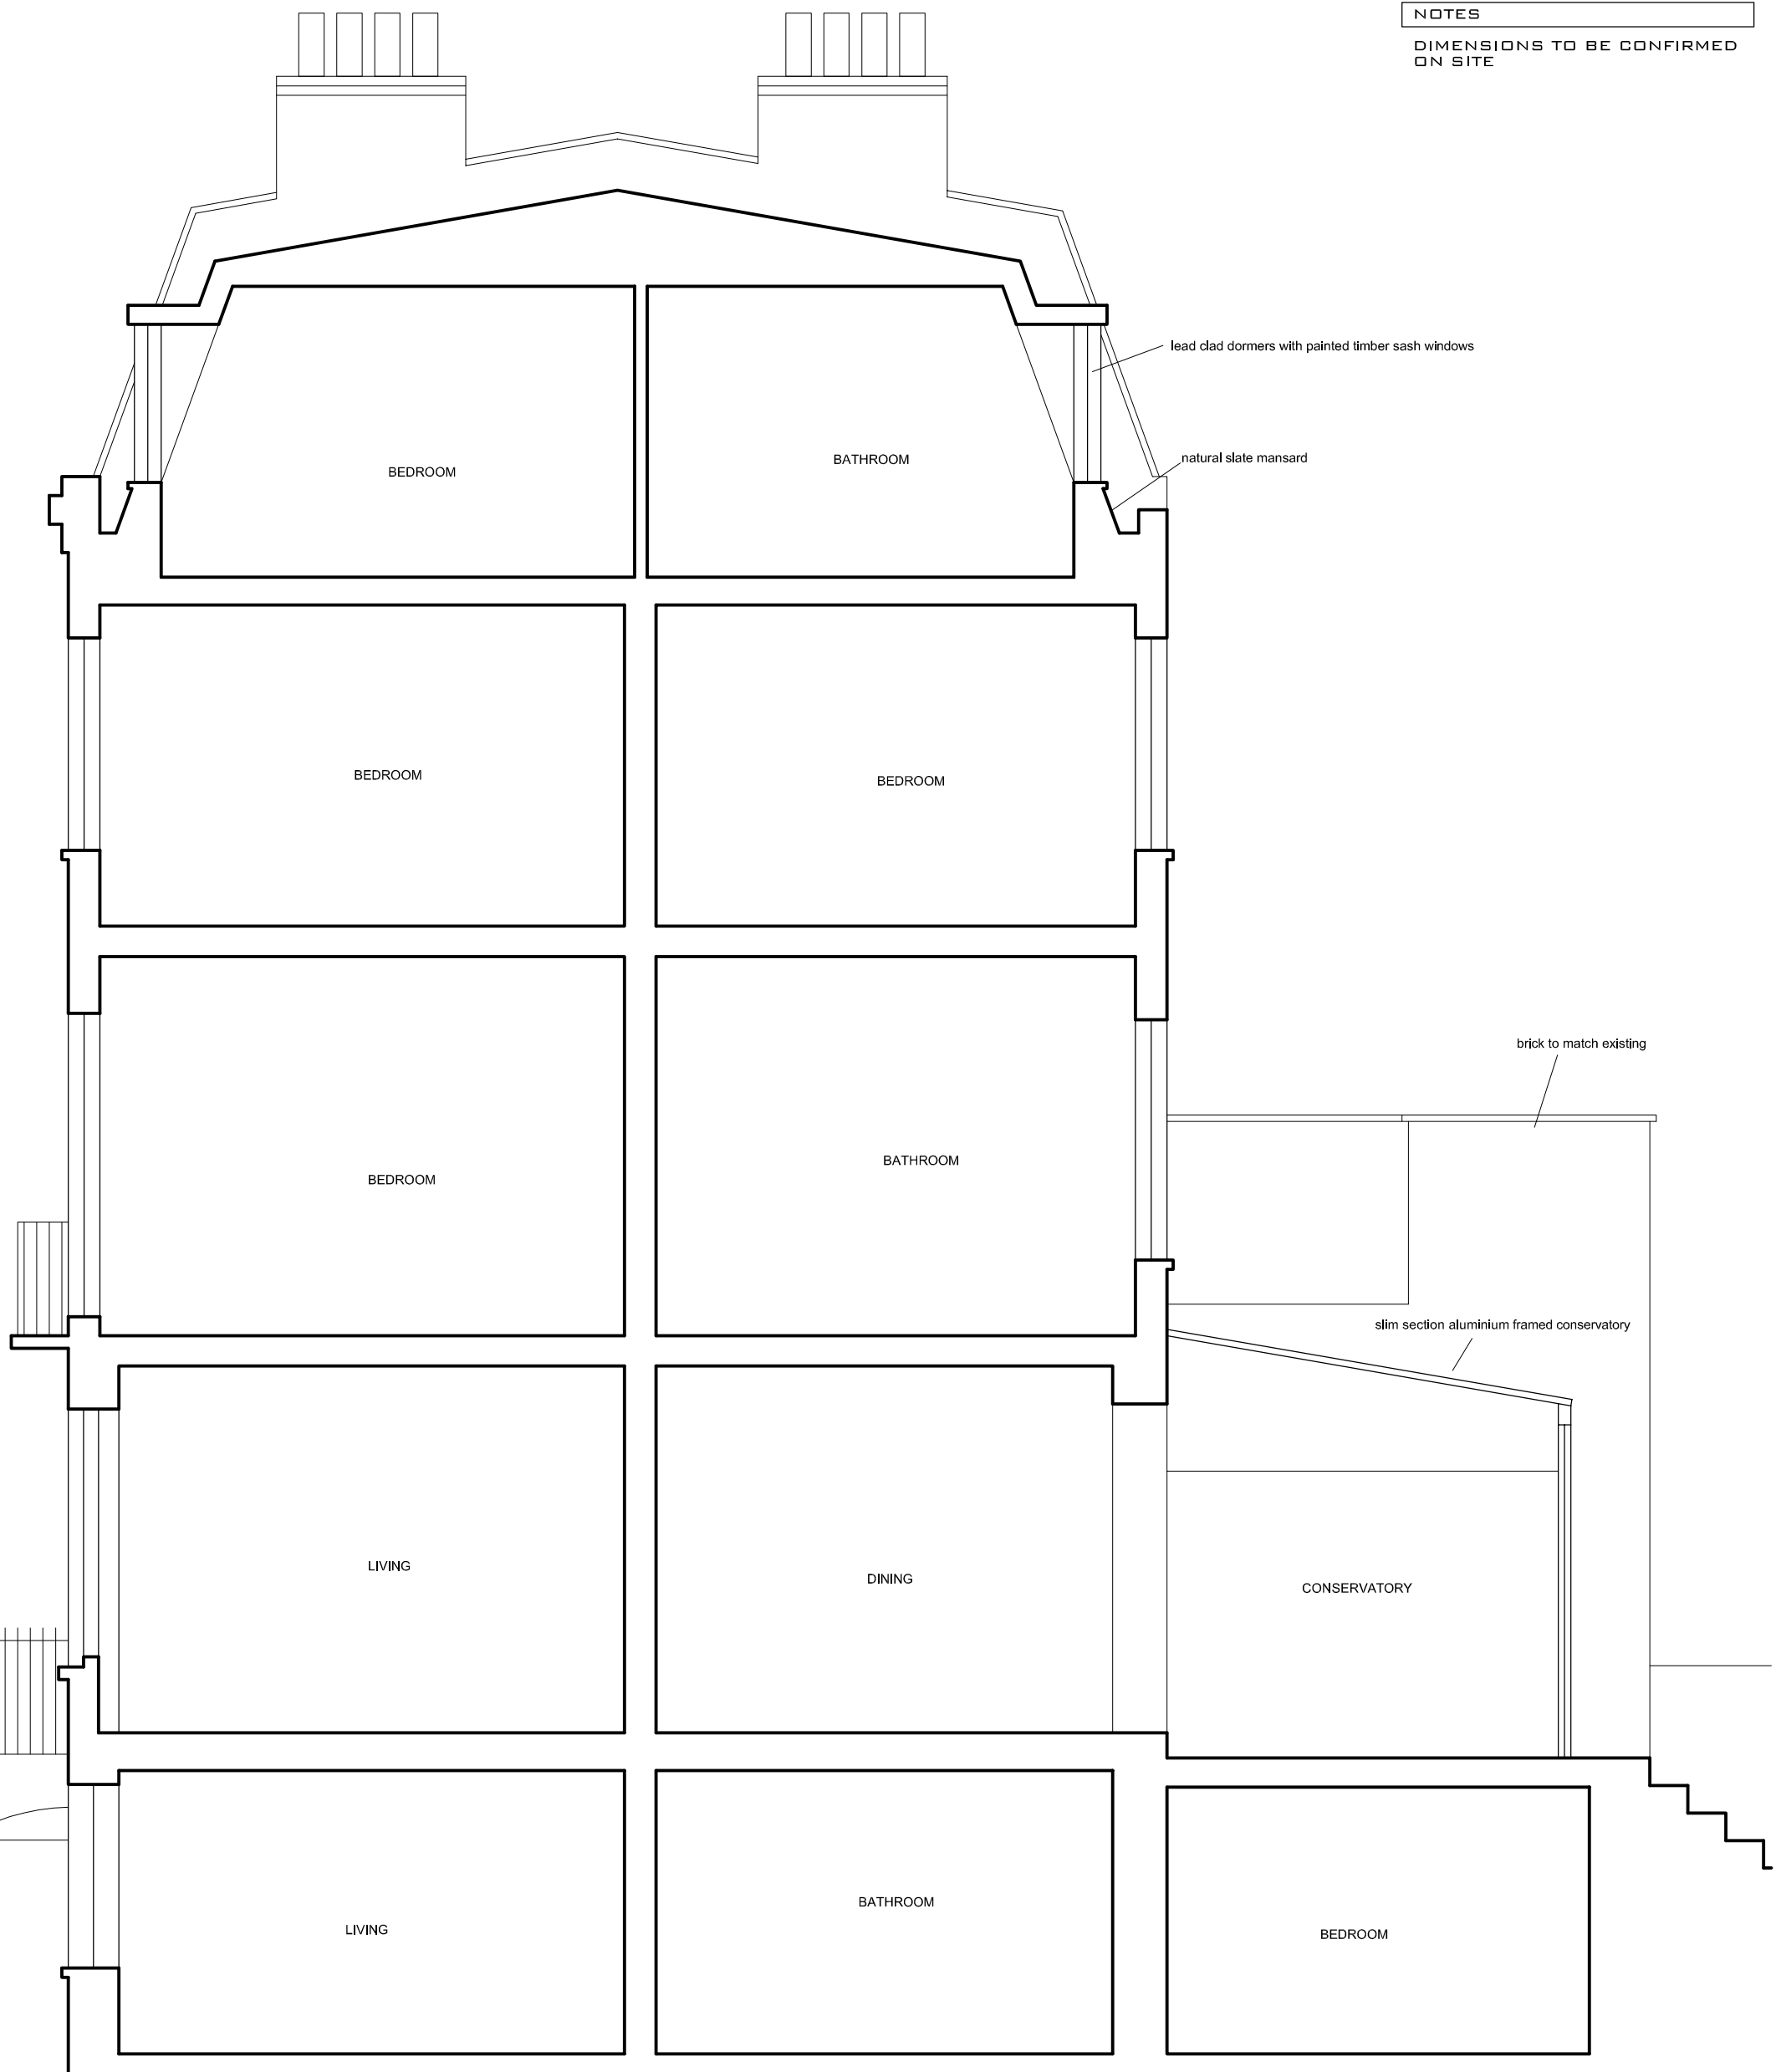 NOTES
DIMENSIONS TO BE CONFIRMED
ON SITE
lead clad dormers with painted timber sash windows
natural slate mansard
BEDROOM
BATHROOM
BEDROOM
BEDROOM
brick to match existing
BEDROOM
BATHROOM
slim section aluminium framed conservatory
LIVING
DINING
CONSERVATORY
LIVING
BATHROOM
BEDROOM